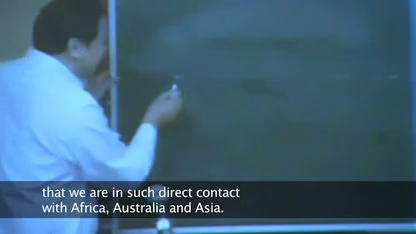 that we are in such direct contact
with Africa, Australia and Asia.